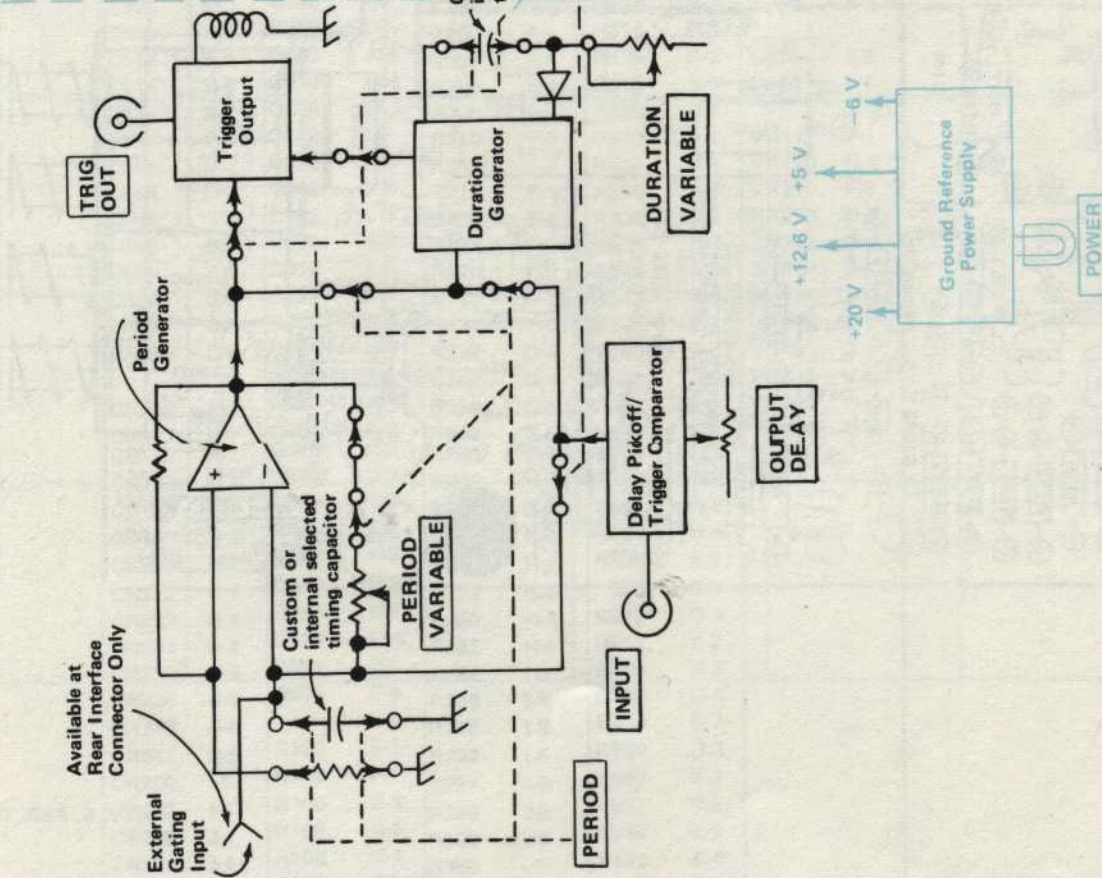 TRIG
OUT
Trigger
Output
Period
Generator
Duration
Generator
DURATION
VARIABLE
Available at
Rear Interface
Connector Only
External
Gating
Input
Custom or
internal selected
timing capacitor
PERIOD
VARIABLE
Delay Pikoff/
Trigger Comparator
INPUT
OUTPUT
DELAY
PERIOD
+20 V
+12.6 V
+5 V
−6 V
Ground Reference
Power Supply
POWER
+
−